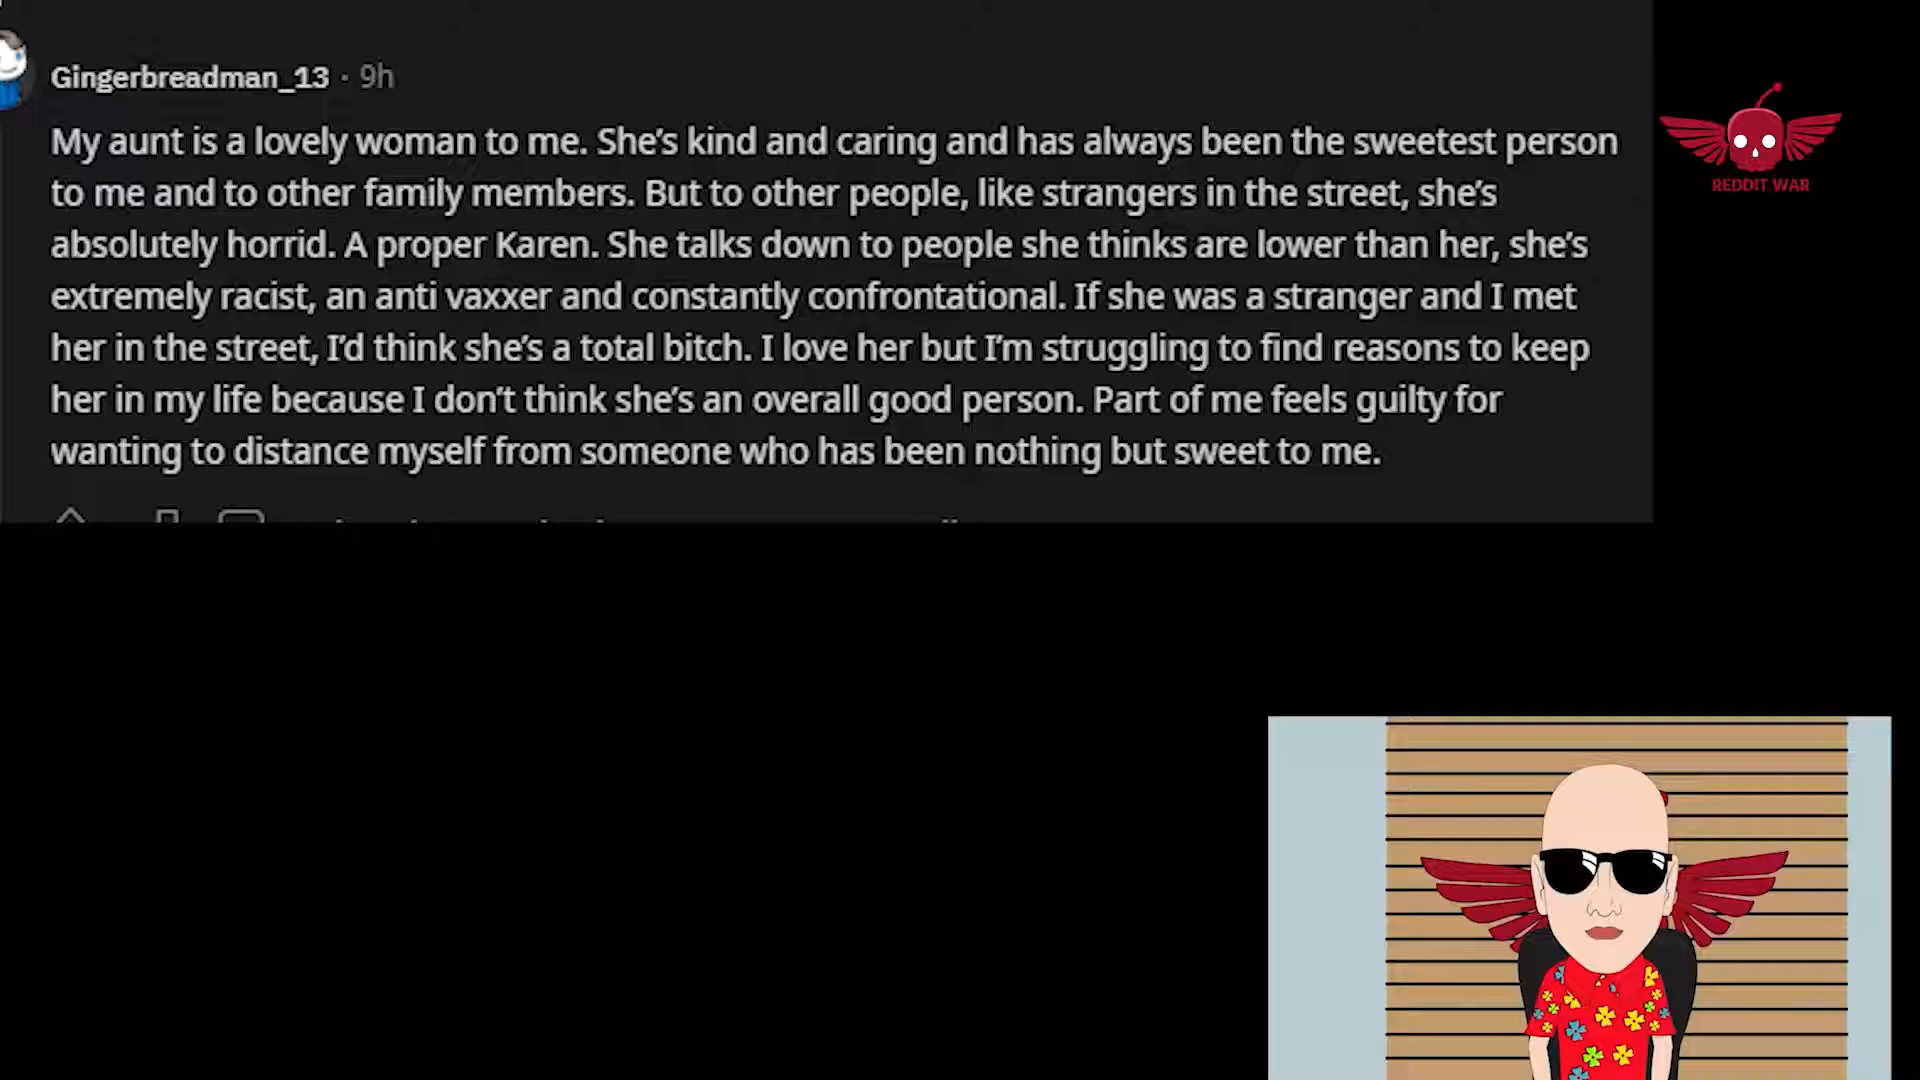 Gingerbreadman_13 · 9h
My aunt is a lovely woman to me. She's kind and caring and has always been the sweetest person
to me and to other family members. But to other people, like strangers in the street, she's
absolutely horrid. A proper Karen. She talks down to people she thinks are lower than her, she's
extremely racist, an anti vaxxer and constantly confrontational. If she was a stranger and I met
her in the street, I'd think she's a total bitch. I love her but I'm struggling to find reasons to keep
her in my life because I don't think she's an overall good person. Part of me feels guilty for
wanting to distance myself from someone who has been nothing but sweet to me.
REDDIT WAR